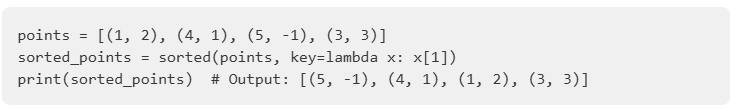 points = [(1, 2), (4, 1), (5, -1), (3, 3)]
sorted_points = sorted(points, key=lambda x: x[1])
print(sorted_points)  # Output: [(5, -1), (4, 1), (1, 2), (3, 3)]